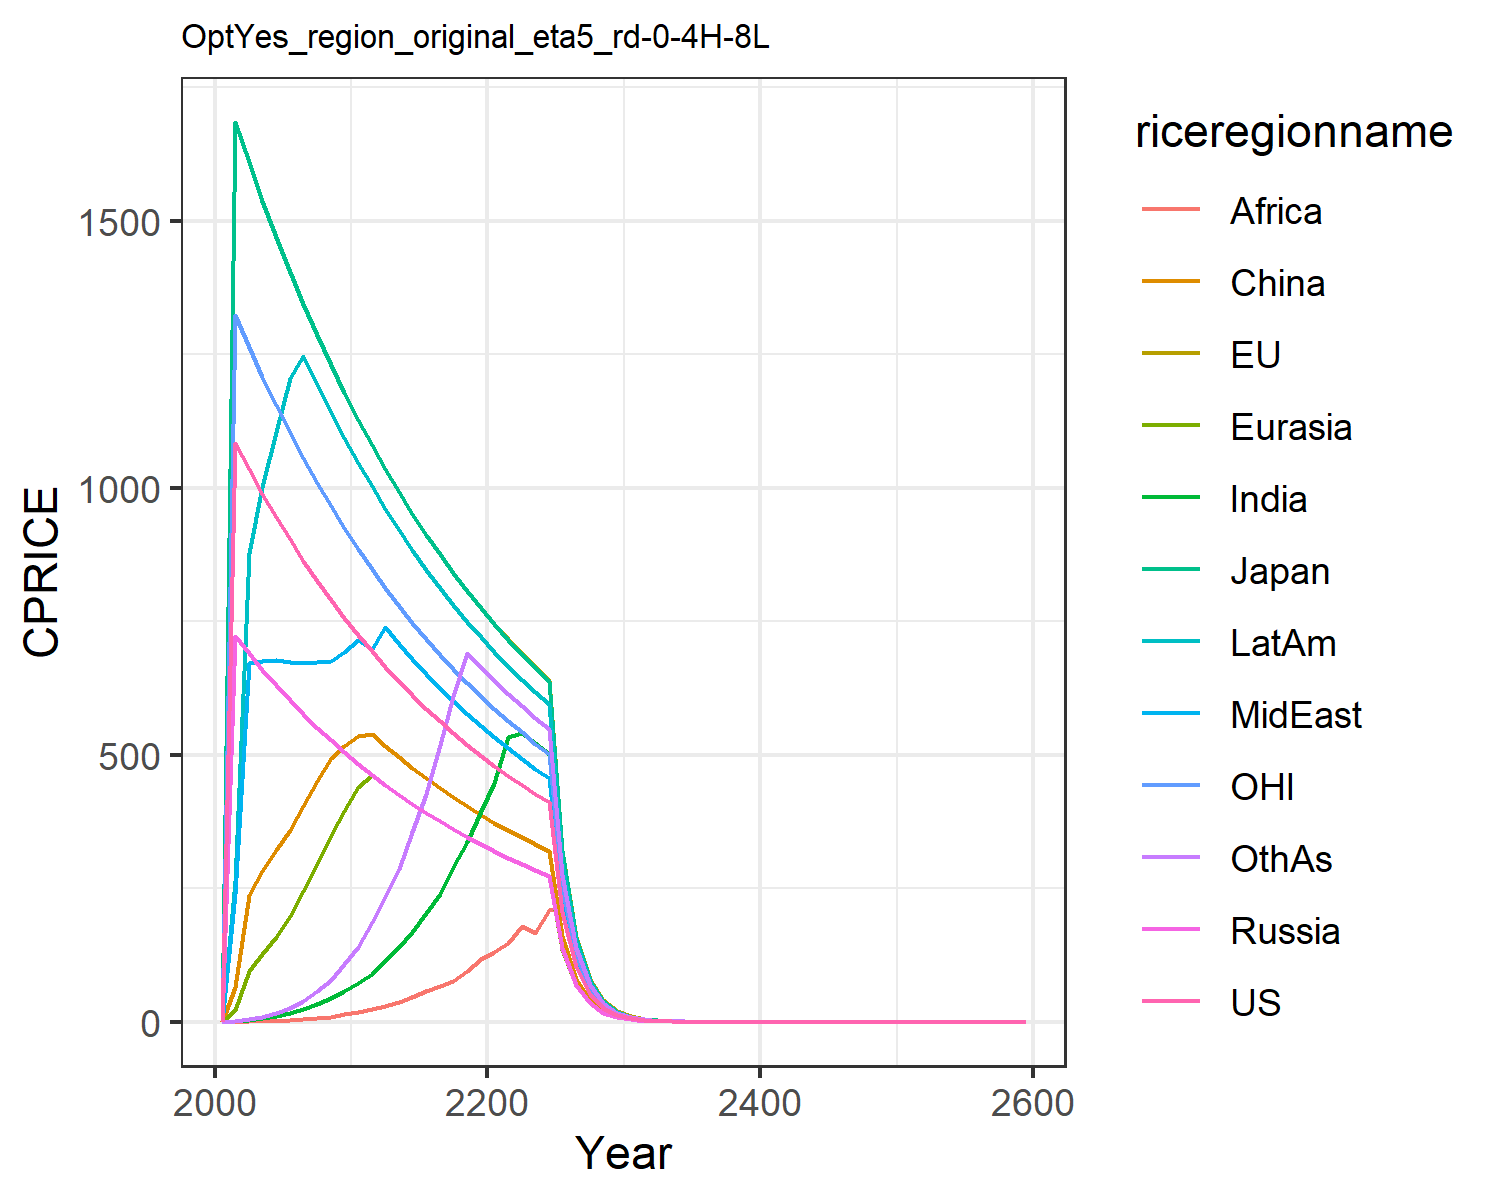 OptYes_region_original_eta5_rd-0-4H-8L
riceregionname
Africa
China
EU
Eurasia
India
Japan
LatAm
MidEast
OHI
OthAs
Russia
US
CPRICE
1500
1000
500
0
2000 2200 2400 2600
Year